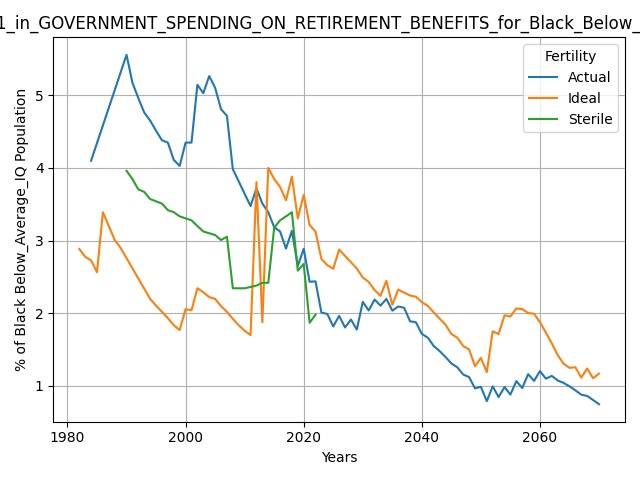 1_in_GOVERNMENT_SPENDING_ON_RETIREMENT_BENEFITS_for_Black_Below_
Fertility
Actual
Ideal
Sterile
% of Black Below_Average_IQ Population
5
4
3
2
1
1980
2000
2020
2040
2060
Years